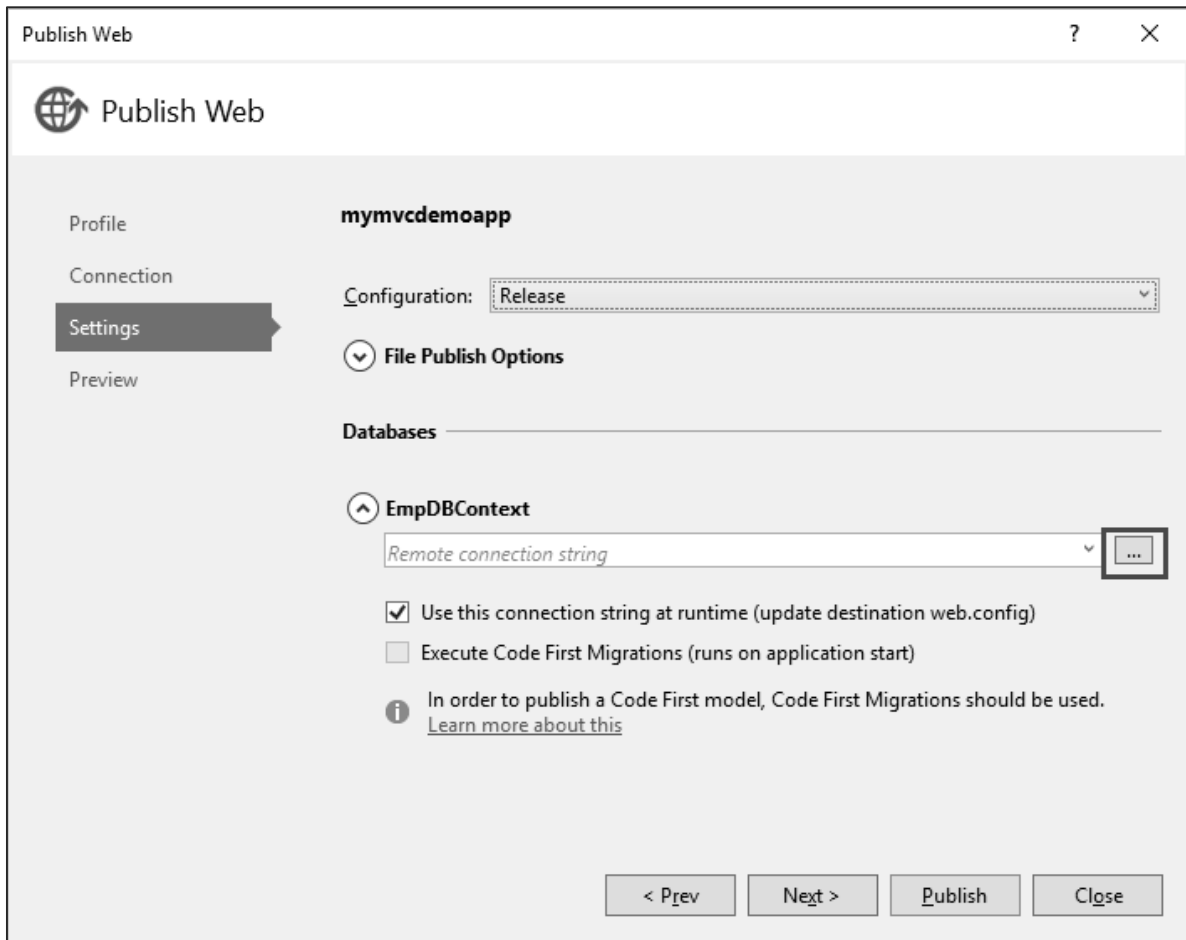 Publish Web
?
Publish Web
Profile
Connection
Settings
Preview
mymvcdemoapp
Configuration: Release
File Publish Options
Databases
EmpDBContext
Remote connection string
...
Use this connection string at runtime (update destination web.config)
Execute Code First Migrations (runs on application start)
In order to publish a Code First model, Code First Migrations should be used.
Learn more about this
< Prev Next > Publish Close